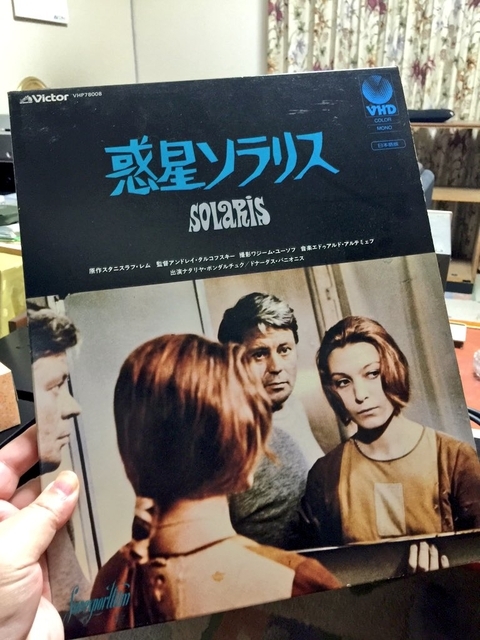 Victor VHP78008
VHD
COLOR
MONO
日本語版
惑星ソラリス
SOLARIS
原作スタニスラフ・レム 監督アンドレイ・タルコフスキー 撮影ワジーム・ユーソフ 音楽エドゥアルド・アルテミェフ
出演ナタリヤ・ボンダルチュク/ドナータス・バニオニス